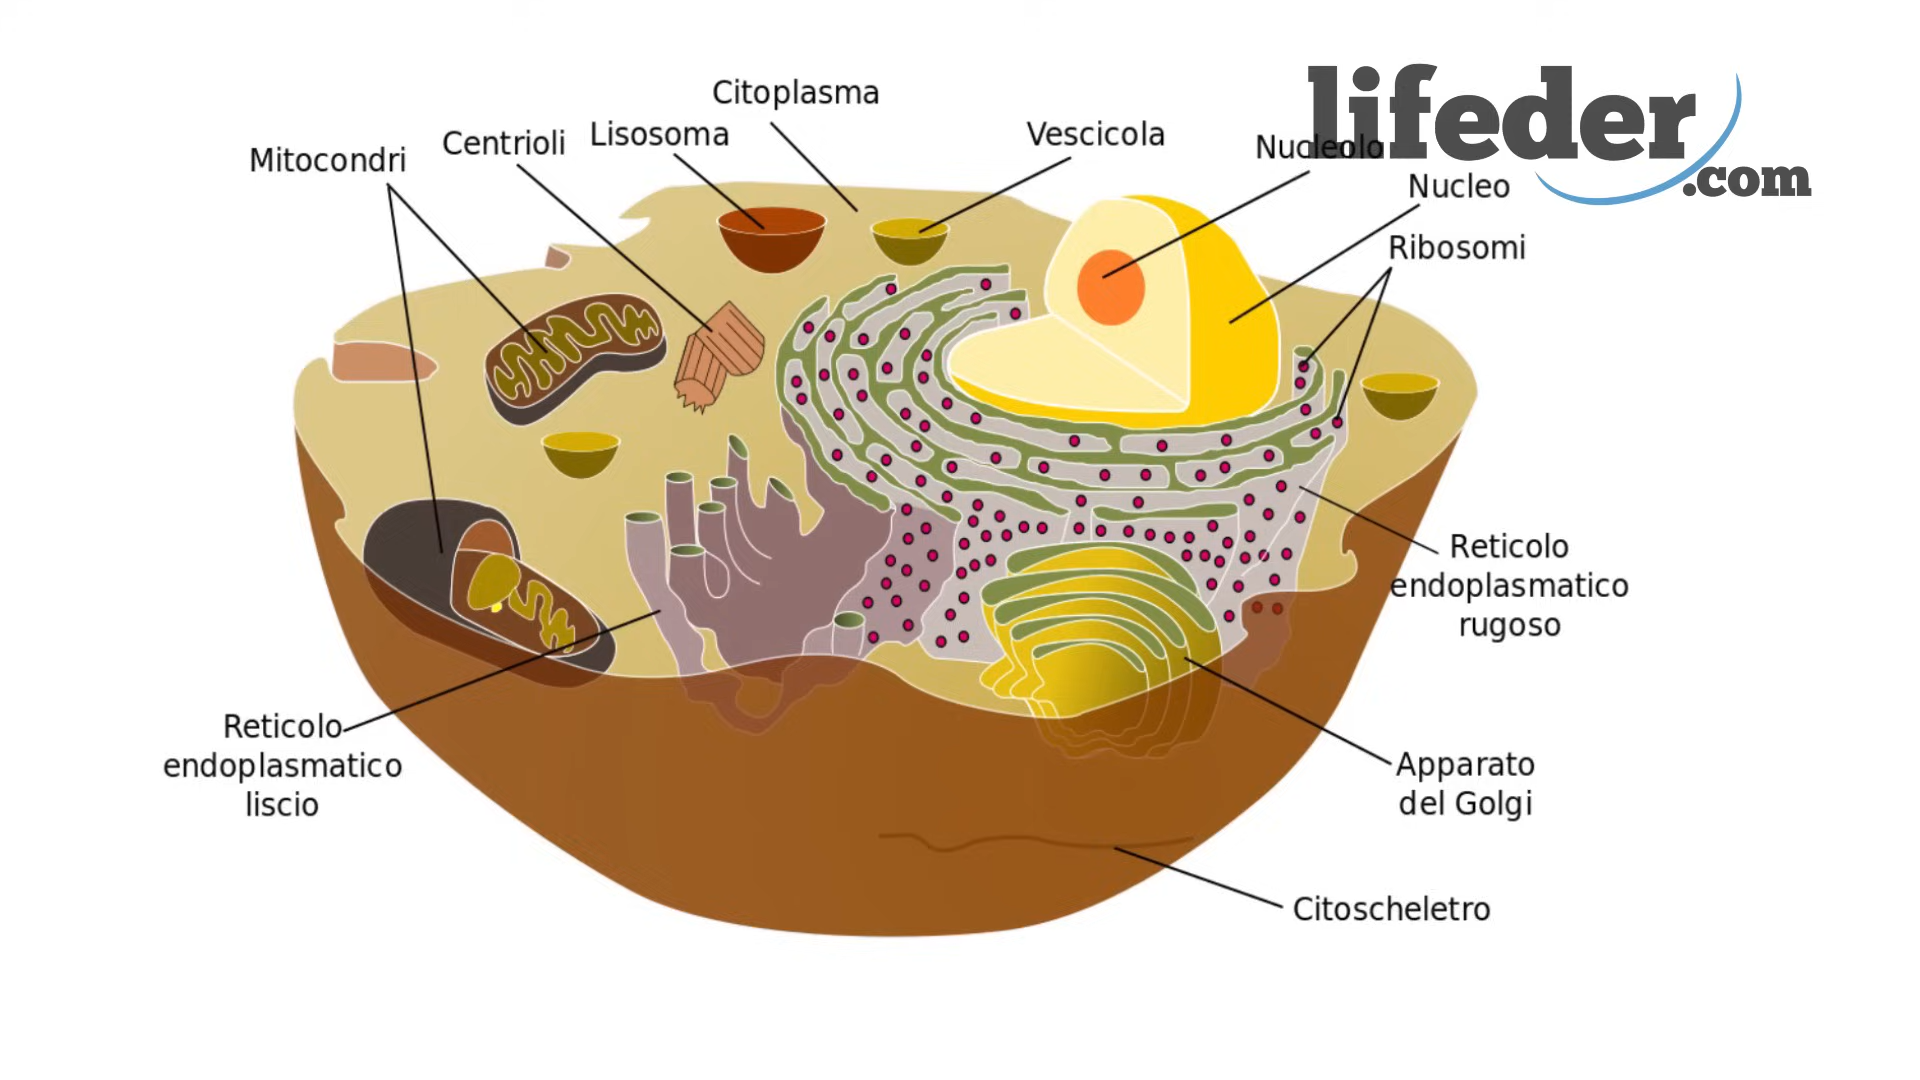 lifeder
.com
Citoplasma
Lisosoma
Centrioli
Mitocondri
Vescicola
Nucleolo
Nucleo
Ribosomi
Reticolo
endoplasmatico
rugoso
Reticolo
endoplasmatico
liscio
Apparato
del Golgi
Citoscheletro